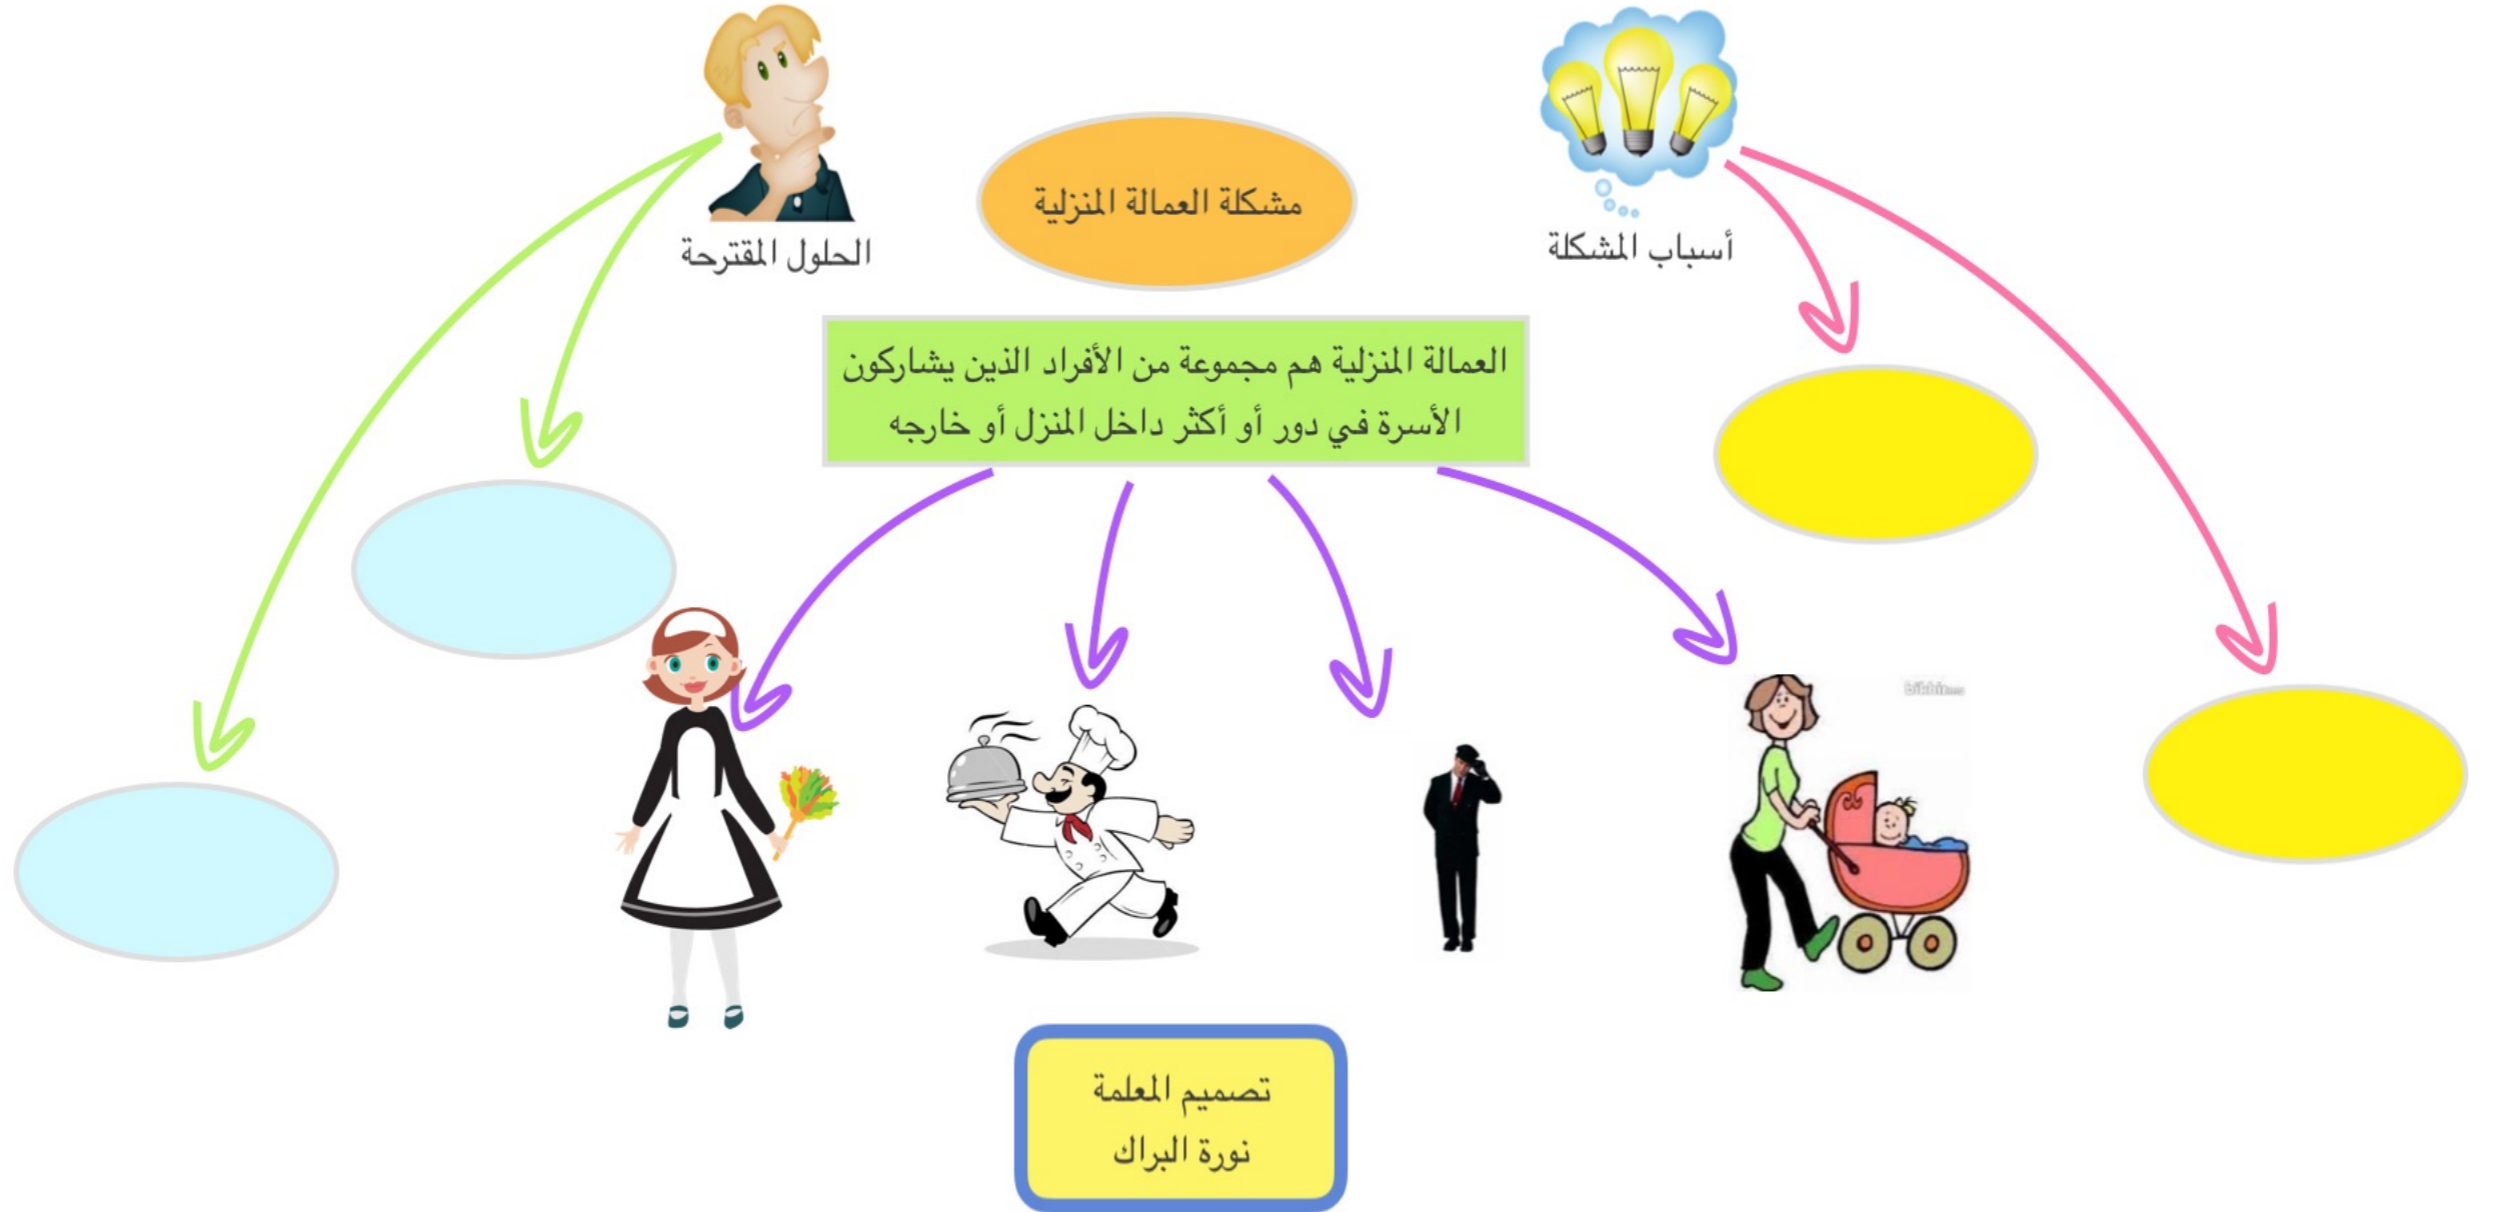 مشكلة العمالة المنزلية
أسباب المشكلة
الحلول المقترحة
العمالة المنزلية هم مجموعة من الأفراد الذين يشاركون
الأسرة في دور أو أكثر داخل المنزل أو خارجه
تصميم المعلمة
نورة البراك